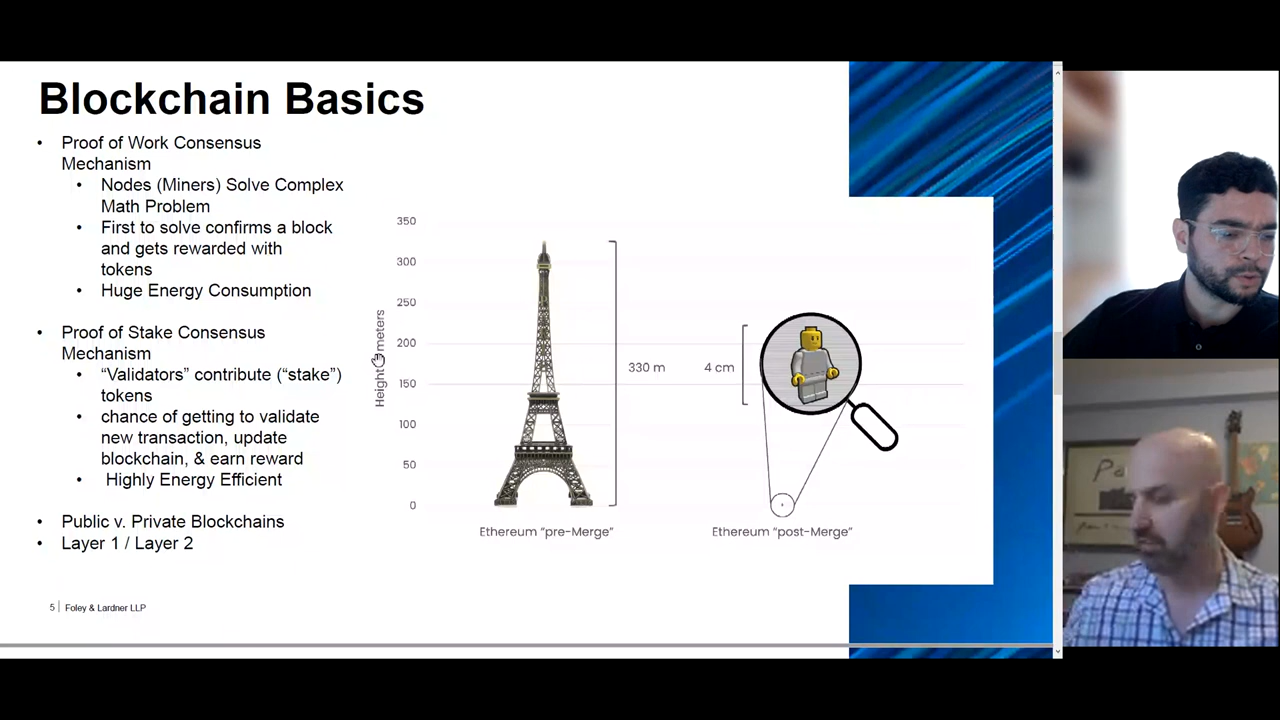 Blockchain Basics
• Proof of Work Consensus
Mechanism
• Nodes (Miners) Solve Complex
Math Problem
• First to solve confirms a block
and gets rewarded with
tokens
• Huge Energy Consumption
• Proof of Stake Consensus
Mechanism
• “Validators” contribute (“stake”)
tokens
• chance of getting to validate
new transaction, update
blockchain, & earn reward
• Highly Energy Efficient
• Public v. Private Blockchains
• Layer 1 / Layer 2
350
300
250
200
150
100
50
0
Height meters
330 m
4 cm
Ethereum “pre-Merge”
Ethereum “post-Merge”
5 | Foley & Lardner LLP